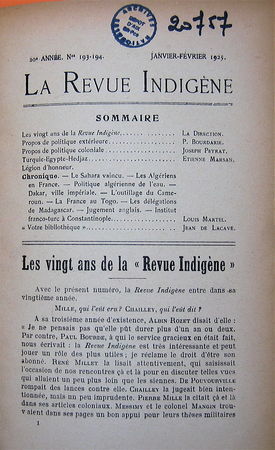 ARCHIVES
DÉPOT
D'AIX
20757
20e ANNÉE. Nos 193-194.
JANVIER-FÉVRIER 1925.
LA REVUE INDIGÈNE
SOMMAIRE
Les vingt ans de la Revue Indigène........ LA DIRECTION.
Propos de politique extérieure........ P. BOURDARIE.
Propos de politique coloniale........ JOSEPH PEYRAT.
Turquie-Egypte-Hedjaz........ ETIENNE MARSAN.
Légion d'honneur.
Chronique. — Le Sahara vaincu. — Les Algériens
en France. — Politique algérienne de l'eau. —
Dakar, ville impériale. — L'outillage du Came-
roun. — La France au Togo. — Les délégations
de Madagascar. — Jugement anglais. — Institut
franco-turc à Constantinople........ LOUIS MARTEL.
« Votre bibliothèque »........ JEAN DE LACAVE.
Les vingt ans de la « Revue Indigène »
Avec le présent numéro, la Revue Indigène entre dans sa
vingtième année.
MILLE, qui l'eût cru ? CHAILLEY, qui l'eût dit ?
A sa troisième année d'existence, ALBIN ROZET disait d'elle :
« Je ne pensais pas qu'elle pût durer plus d'un an ou deux.
Par contre, PAUL BOURDE, à qui le service gracieux en était fait,
nous écrivait : la Revue Indigène est très intéressante et peut
jouer un rôle des plus utiles ; je réclame le droit d'être son
abonné. RENÉ MILLET la lisait attentivement, qui saisissait
l'occasion de nos rencontres çà et là pour en discuter telles vues
qui allaient un peu plus loin que les siennes. DE POUVOURVILLE
rompait des lances contre elle. CHAILLEY la jugeait bien inten-
tionnée, mais un peu imprudente. PIERRE MILLE la citait çà et là
dans ses articles coloniaux. MESSIMY et le colonel MANGIN trou-
vaient dans ses pages un bon appui pour leurs thèses militaires
1